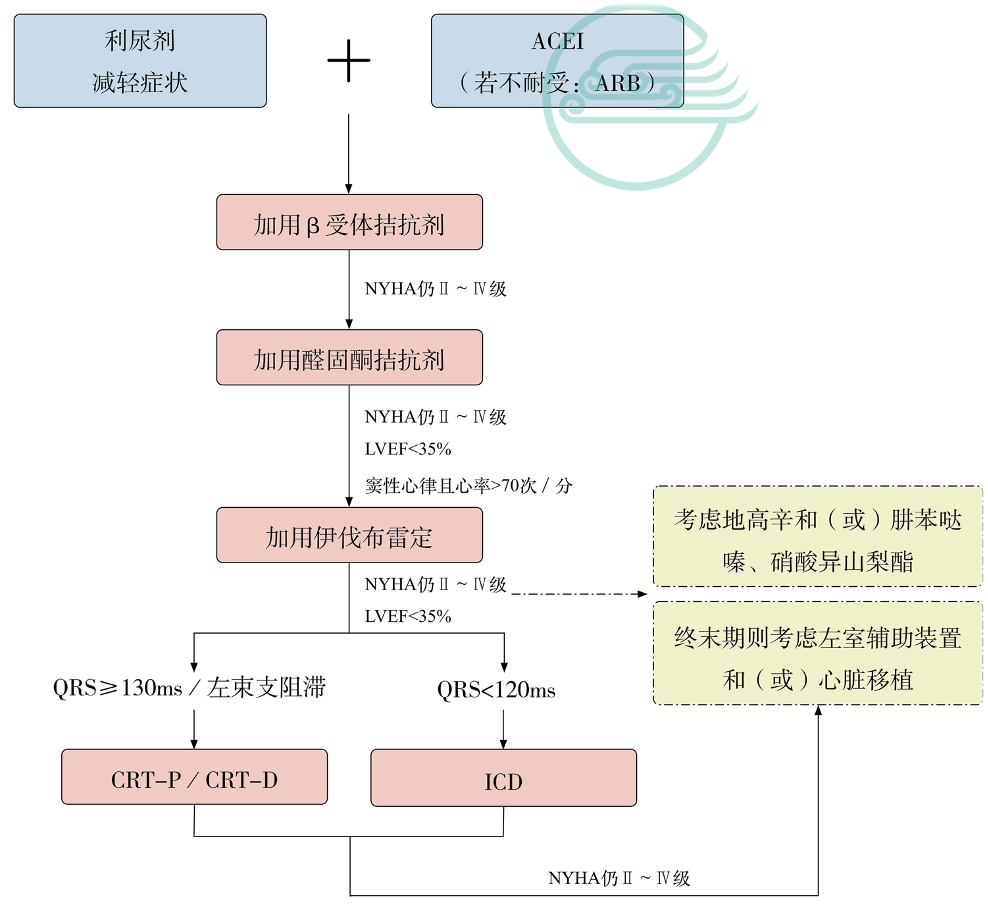 利尿剂
减轻症状
+
ACEI
（若不耐受：ARB）
加用β受体拮抗剂
NYHA仍Ⅱ～Ⅳ级
加用醛固酮拮抗剂
NYHA仍Ⅱ～Ⅳ级
LVEF<35%
窦性心律且心率>70次／分
加用伊伐布雷定
NYHA仍Ⅱ～Ⅳ级
LVEF<35%
考虑地高辛和（或）肼苯哒
嗪、硝酸异山梨酯
终末期则考虑左室辅助装置
和（或）心脏移植
QRS≥130ms／左束支阻滞
QRS<120ms
CRT-P／CRT-D
ICD
NYHA仍Ⅱ～Ⅳ级